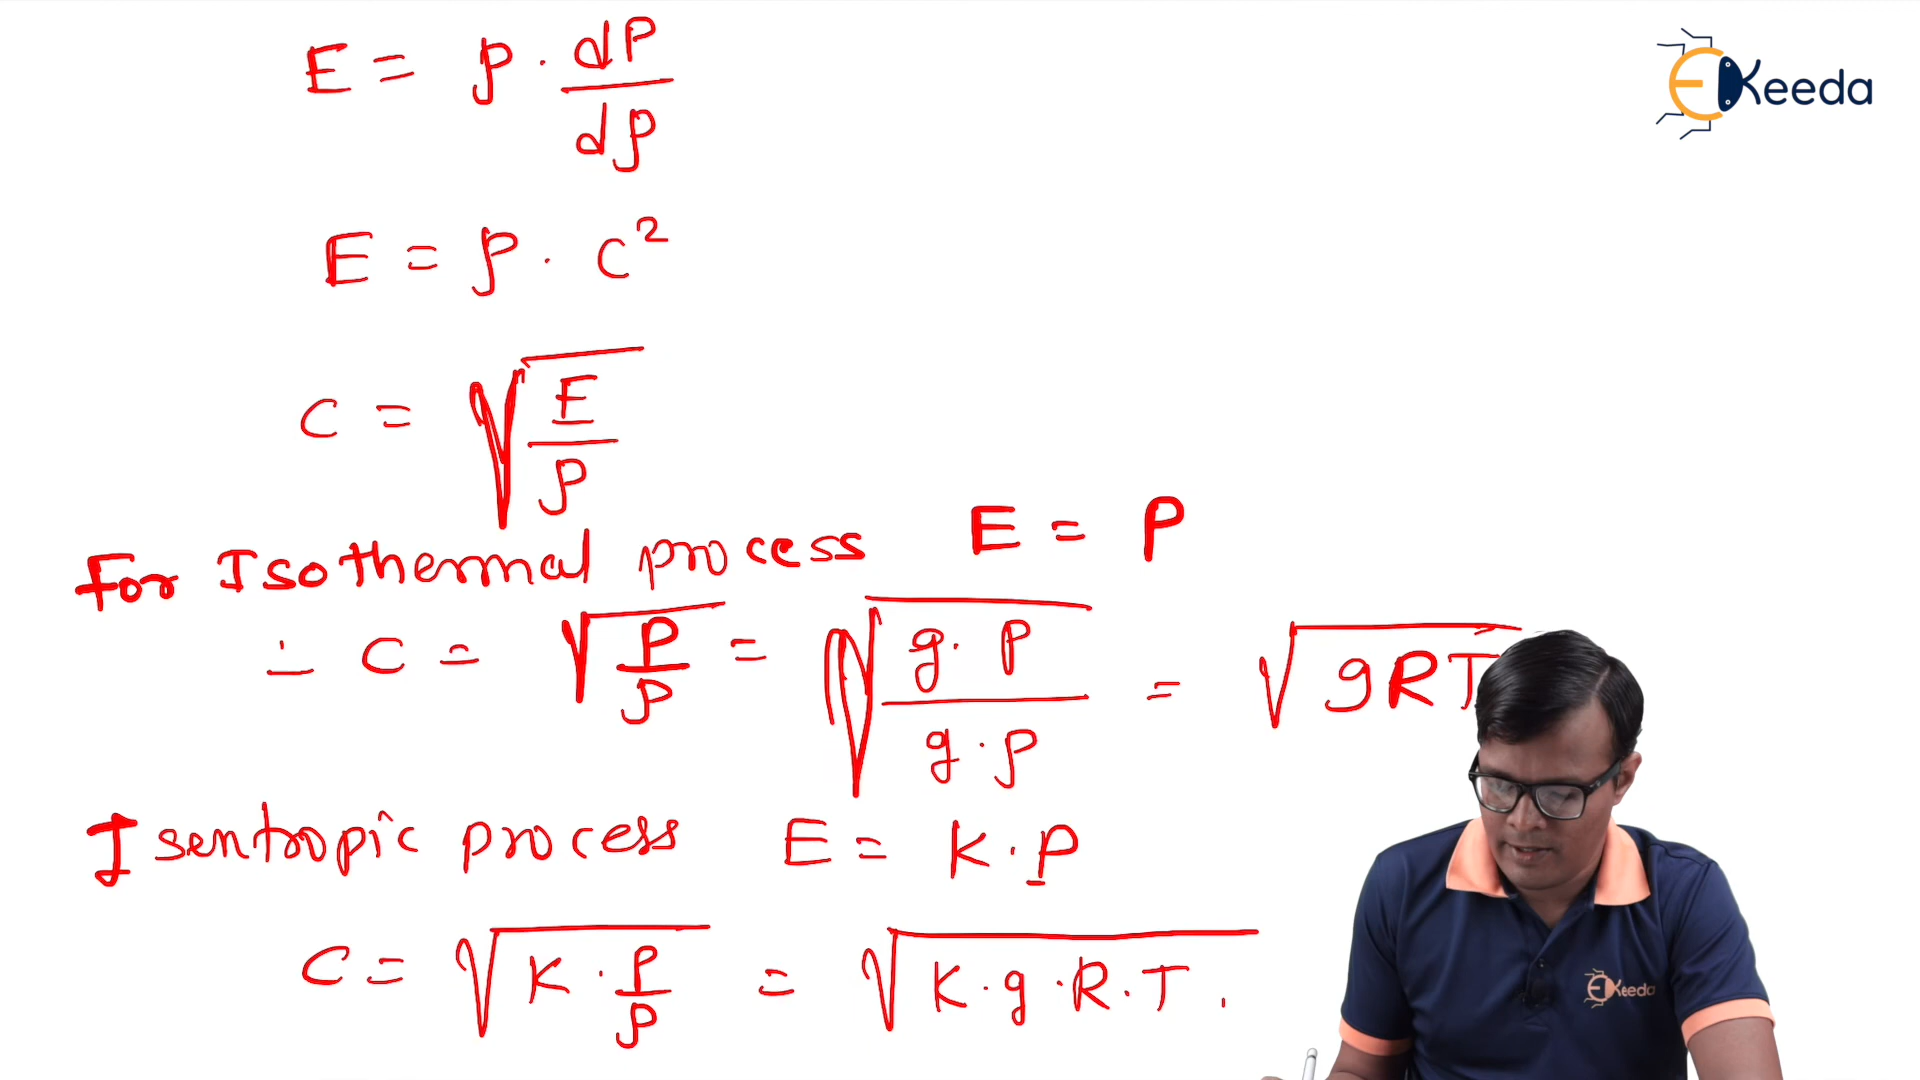 E = ρ · dP/dρ
EKeeda
E = ρ · C²
C = √(E/ρ)
For Isothermal process E = P
∴ C = √(P/ρ) = √(g·P/g·ρ) = √gRT
Isentropic process E = K·P
C = √(K·P/ρ) = √K·g·R·T.
EKeeda